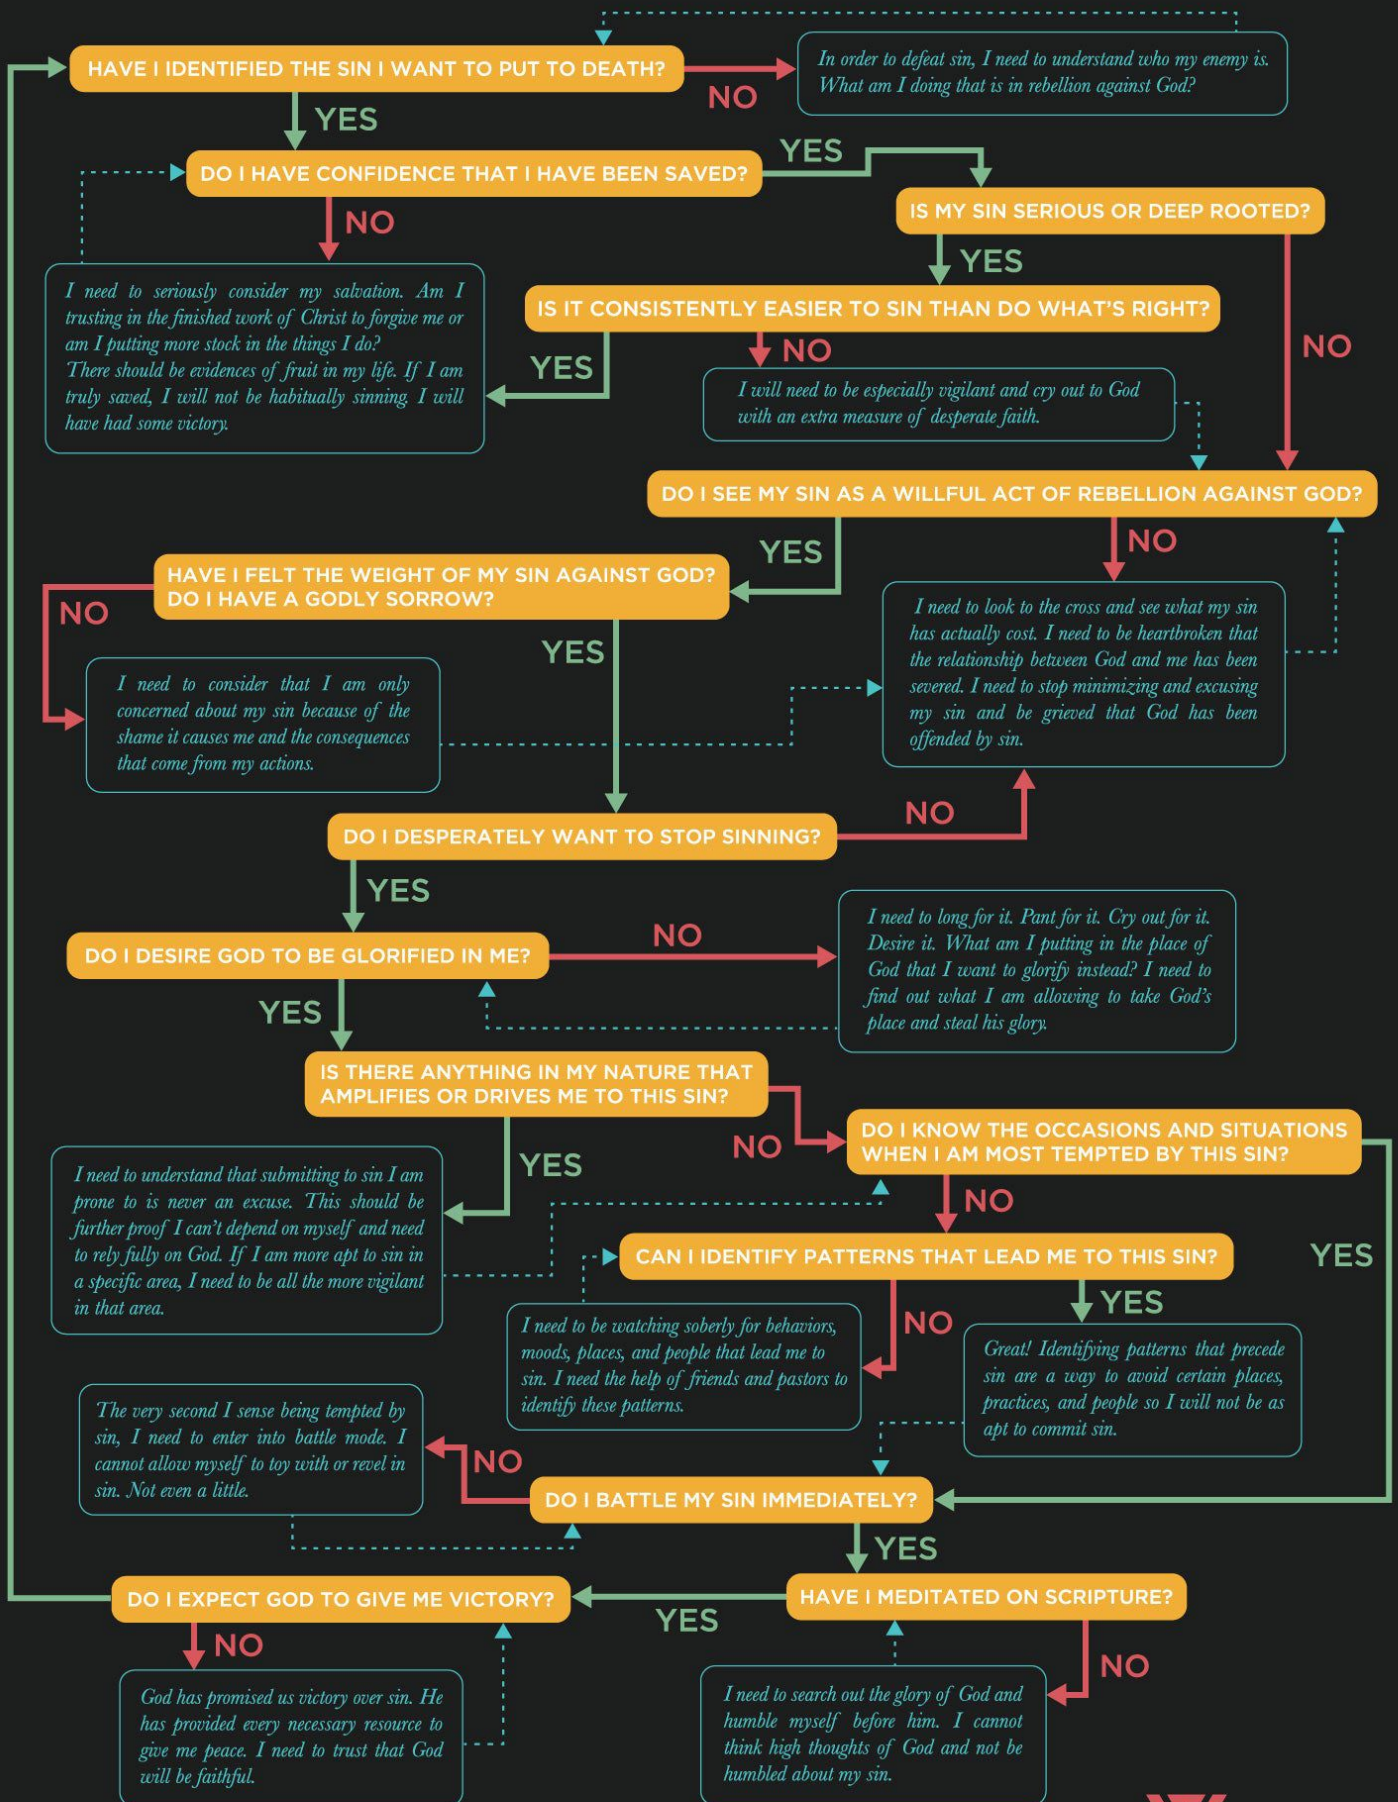 HAVE I IDENTIFIED THE SIN I WANT TO PUT TO DEATH?
NO
In order to defeat sin, I need to understand who my enemy is.
What am I doing that is in rebellion against God?
YES
DO I HAVE CONFIDENCE THAT I HAVE BEEN SAVED?
YES
IS MY SIN SERIOUS OR DEEP ROOTED?
NO
I need to seriously consider my salvation. Am I
trusting in the finished work of Christ to forgive me or
am I putting more stock in the things I do?
There should be evidences of fruit in my life. If I am
truly saved, I will not be habitually sinning. I will
have had some victory.
YES
IS IT CONSISTENTLY EASIER TO SIN THAN DO WHAT'S RIGHT?
NO
YES
NO
I will need to be especially vigilant and cry out to God
with an extra measure of desperate faith.
DO I SEE MY SIN AS A WILLFUL ACT OF REBELLION AGAINST GOD?
YES
NO
HAVE I FELT THE WEIGHT OF MY SIN AGAINST GOD?
DO I HAVE A GODLY SORROW?
NO
YES
I need to look to the cross and see what my sin
has actually cost. I need to be heartbroken that
the relationship between God and me has been
severed. I need to stop minimizing and excusing
my sin and be grieved that God has been
offended by sin.
I need to consider that I am only
concerned about my sin because of the
shame it causes me and the consequences
that come from my actions.
DO I DESPERATELY WANT TO STOP SINNING?
NO
YES
DO I DESIRE GOD TO BE GLORIFIED IN ME?
NO
I need to long for it. Pant for it. Cry out for it.
Desire it. What am I putting in the place of
God that I want to glorify instead? I need to
find out what I am allowing to take God's
place and steal his glory.
YES
IS THERE ANYTHING IN MY NATURE THAT
AMPLIFIES OR DRIVES ME TO THIS SIN?
NO
DO I KNOW THE OCCASIONS AND SITUATIONS
WHEN I AM MOST TEMPTED BY THIS SIN?
YES
I need to understand that submitting to sin I am
prone to is never an excuse. This should be
further proof I can't depend on myself and need
to rely fully on God. If I am more apt to sin in
a specific area, I need to be all the more vigilant
in that area.
NO
CAN I IDENTIFY PATTERNS THAT LEAD ME TO THIS SIN?
YES
NO
YES
I need to be watching soberly for behaviors,
moods, places, and people that lead me to
sin. I need the help of friends and pastors to
identify these patterns.
Great! Identifying patterns that precede
sin are a way to avoid certain places,
practices, and people so I will not be as
apt to commit sin.
The very second I sense being tempted by
sin, I need to enter into battle mode. I
cannot allow myself to toy with or revel in
sin. Not even a little.
NO
DO I BATTLE MY SIN IMMEDIATELY?
YES
HAVE I MEDITATED ON SCRIPTURE?
YES
DO I EXPECT GOD TO GIVE ME VICTORY?
NO
NO
God has promised us victory over sin. He
has provided every necessary resource to
give me peace. I need to trust that God
will be faithful.
I need to search out the glory of God and
humble myself before him. I cannot
think high thoughts of God and not be
humbled about my sin.